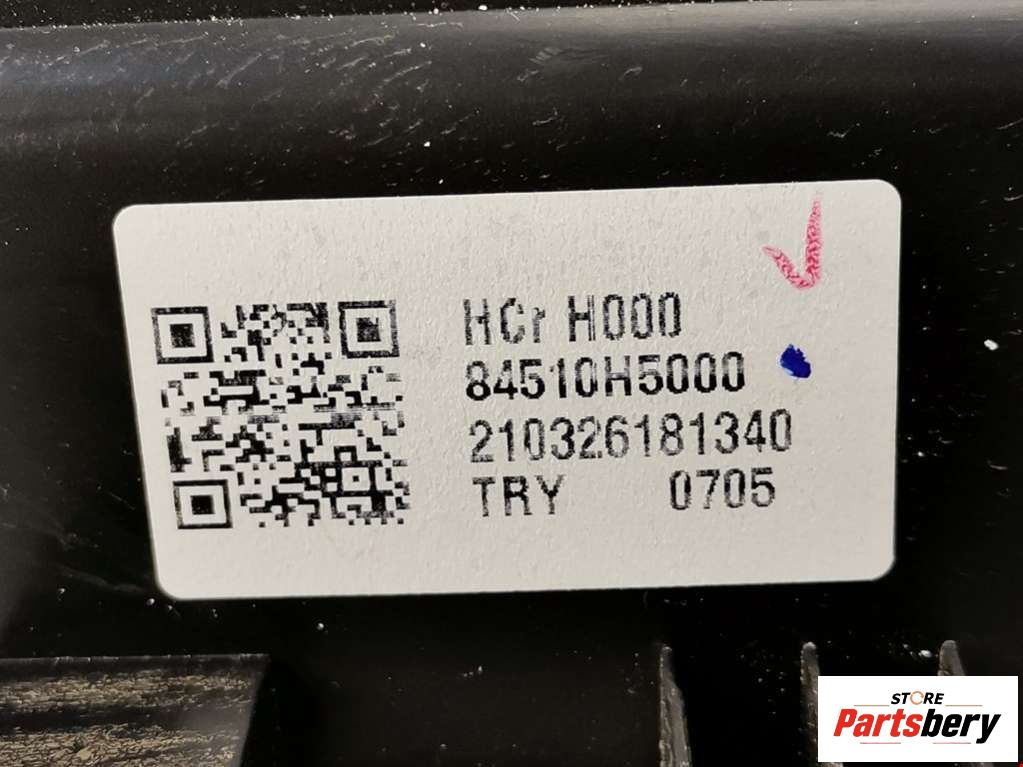 HCr H000
84510H5000
210326181340
TRY 0705
STORE
Partsbery